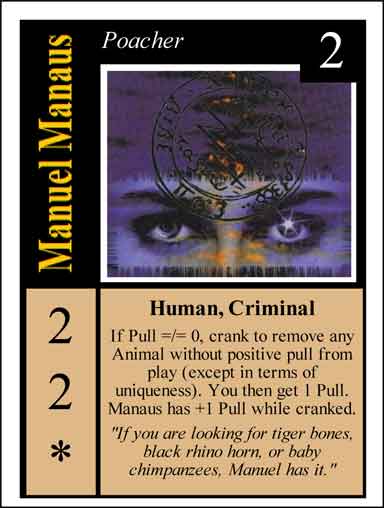 Manuel Manaus
Poacher
2
2
2
*
Human, Criminal
If Pull =/= 0, crank to remove any
Animal without positive pull from
play (except in terms of
uniqueness). You then get 1 Pull.
Manaus has +1 Pull while cranked.
"If you are looking for tiger bones,
black rhino horn, or baby
chimpanzees, Manuel has it."